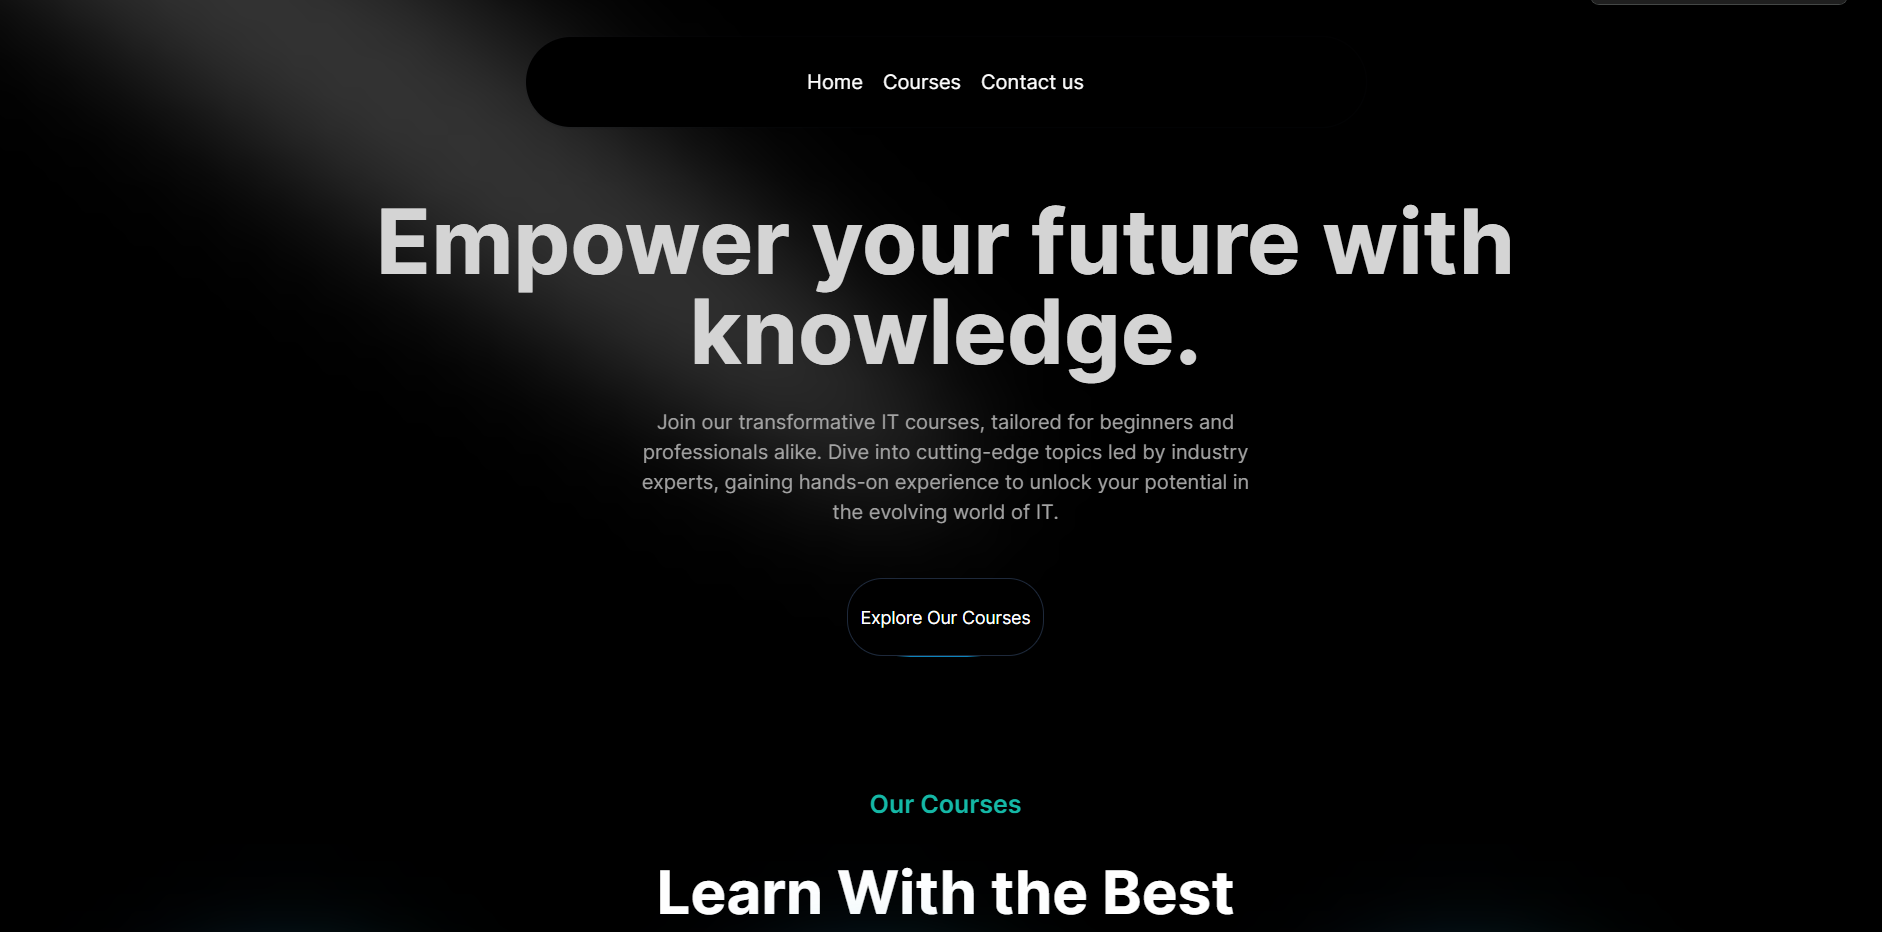 Home Courses Contact us
Empower your future with
knowledge.
Join our transformative IT courses, tailored for beginners and
professionals alike. Dive into cutting-edge topics led by industry
experts, gaining hands-on experience to unlock your potential in
the evolving world of IT.
Explore Our Courses
Our Courses
Learn With the Best